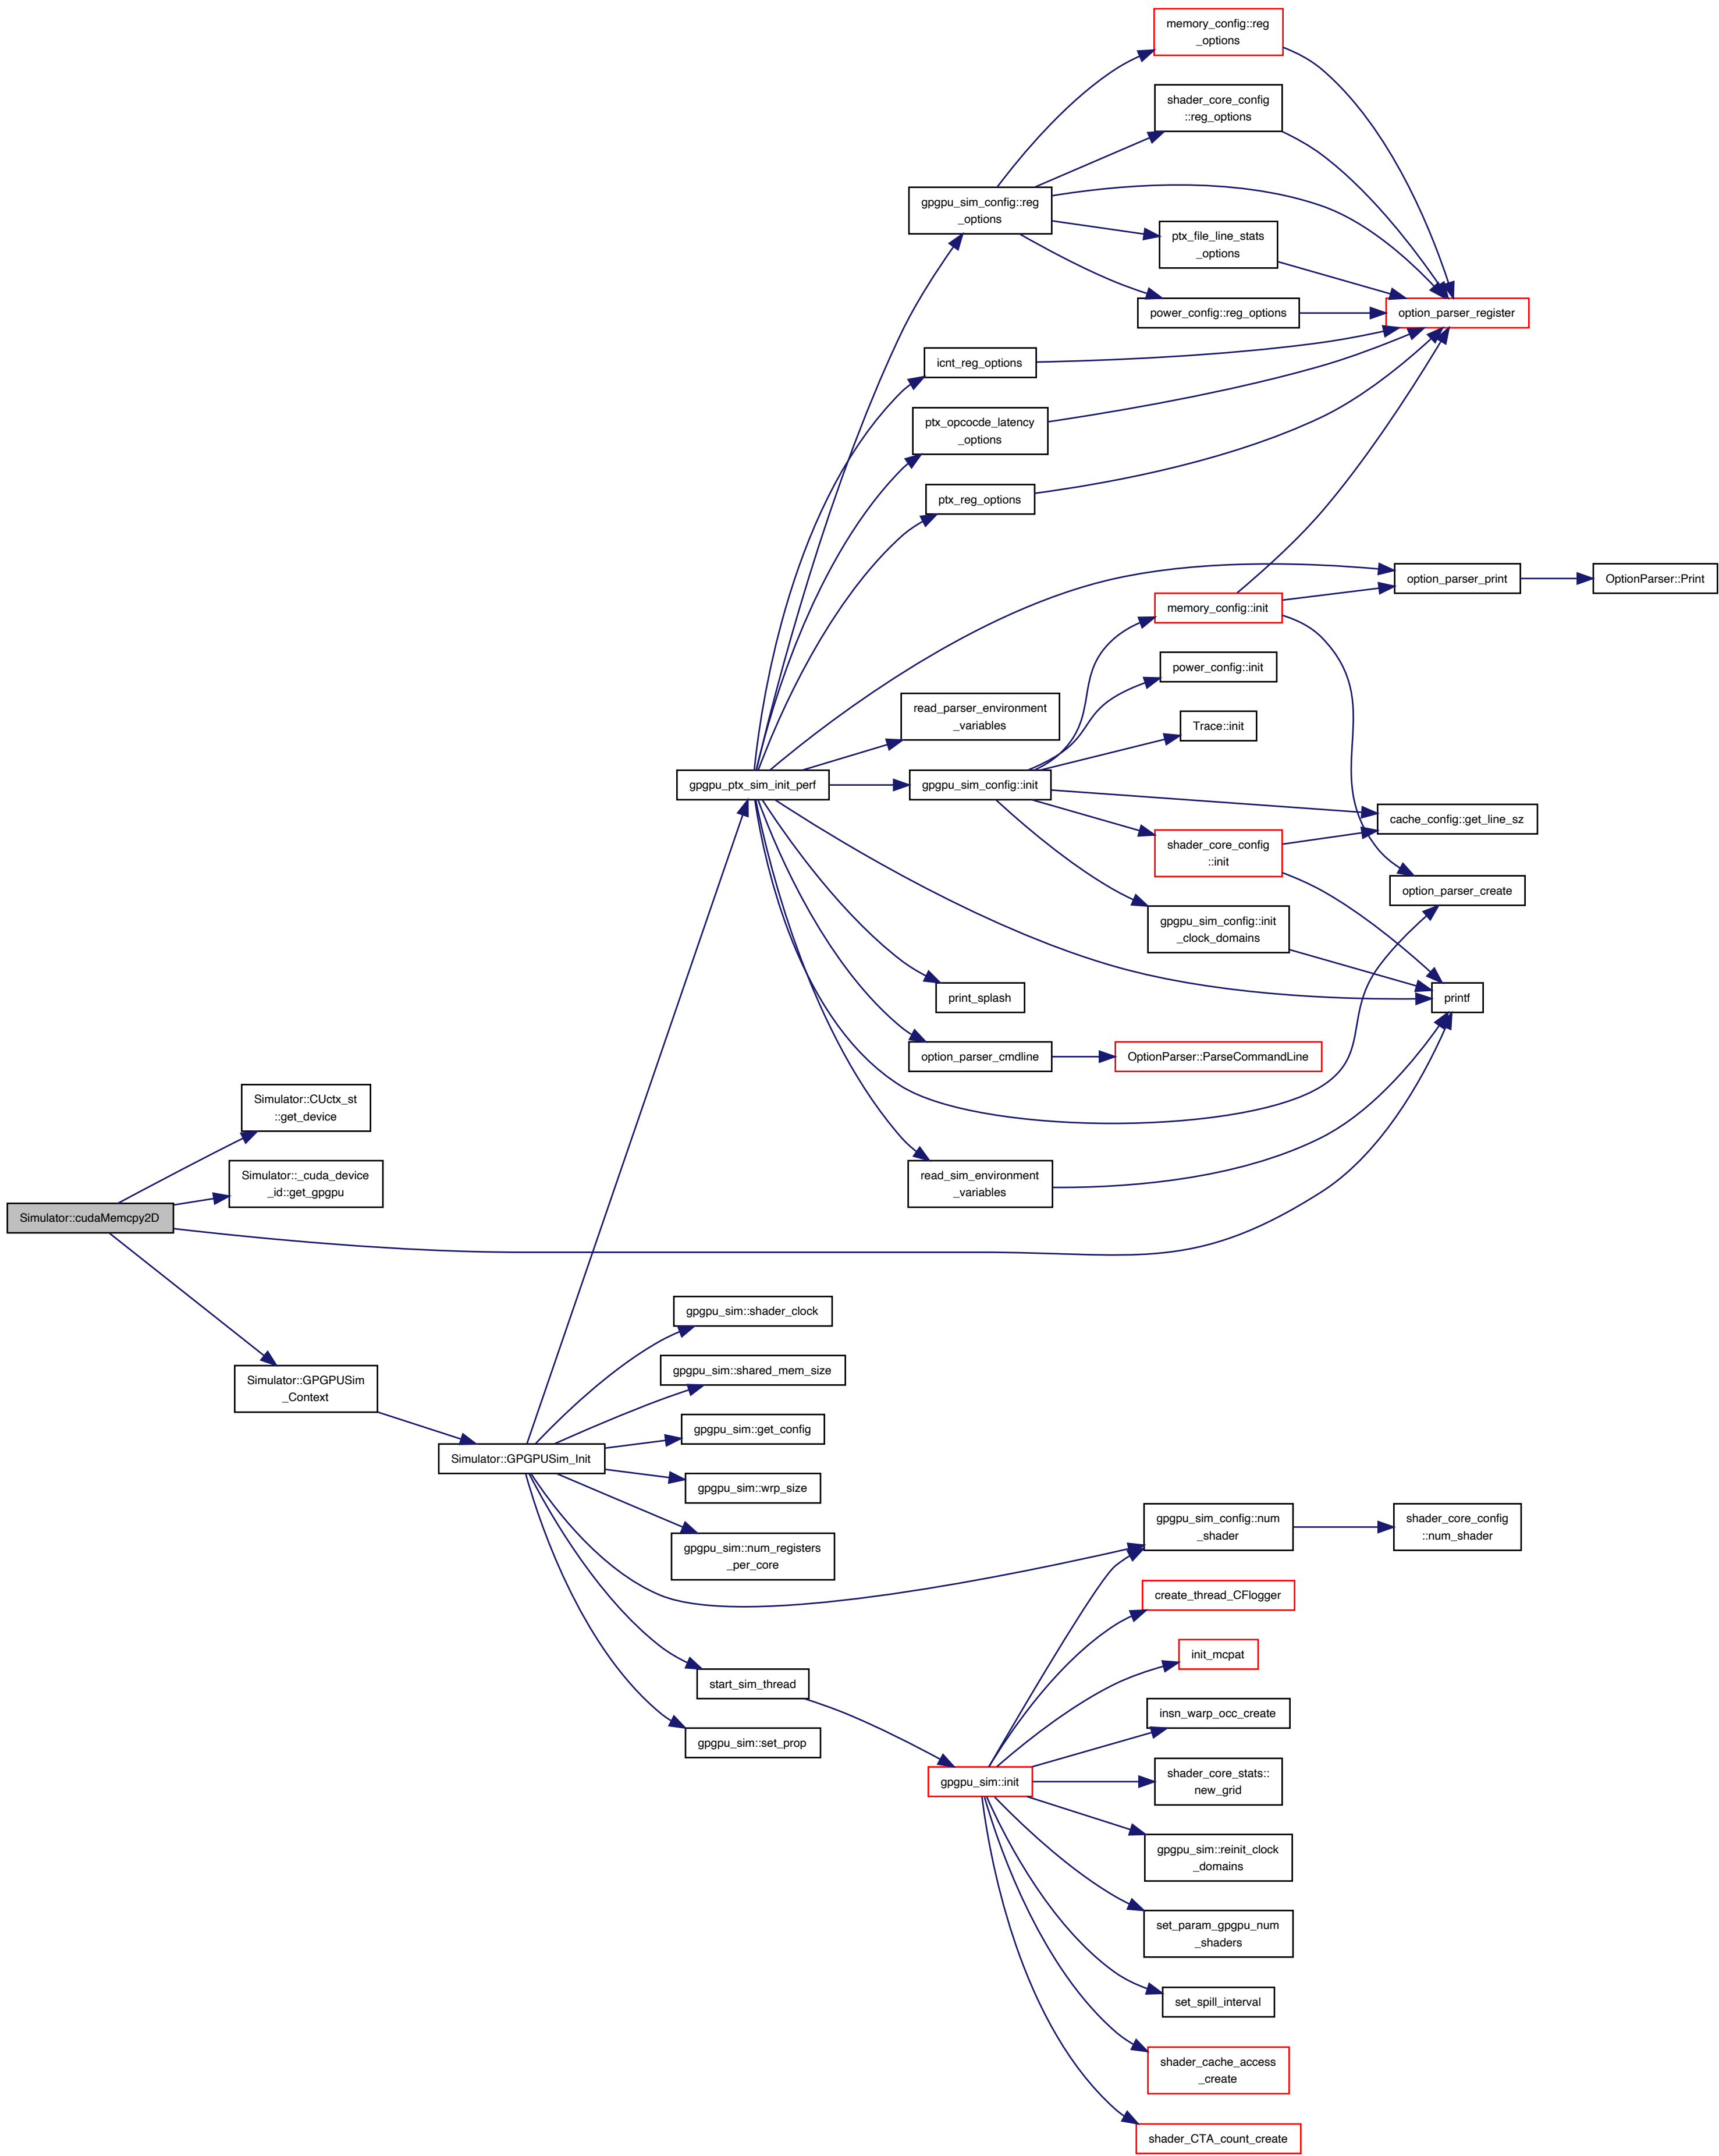 memory_config::reg
_options
shader_core_config
::reg_options
gpgpu_sim_config::reg
_options
ptx_file_line_stats
_options
power_config::reg_options
option_parser_register
icnt_reg_options
ptx_opcocde_latency
_options
ptx_reg_options
option_parser_print
OptionParser::Print
memory_config::init
power_config::init
read_parser_environment
_variables
Trace::init
gpgpu_ptx_sim_init_perf
gpgpu_sim_config::init
cache_config::get_line_sz
shader_core_config
::init
option_parser_create
gpgpu_sim_config::init
_clock_domains
print_splash
printf
option_parser_cmdline
OptionParser::ParseCommandLine
Simulator::CUctx_st
::get_device
Simulator::_cuda_device
_id::get_gpgpu
read_sim_environment
_variables
Simulator::cudaMemcpy2D
gpgpu_sim::shader_clock
gpgpu_sim::shared_mem_size
Simulator::GPGPUSim
_Context
gpgpu_sim::get_config
Simulator::GPGPUSim_Init
gpgpu_sim::wrp_size
gpgpu_sim_config::num
_shader
shader_core_config
::num_shader
gpgpu_sim::num_registers
_per_core
create_thread_CFlogger
init_mcpat
start_sim_thread
insn_warp_occ_create
gpgpu_sim::set_prop
gpgpu_sim::init
shader_core_stats::
new_grid
gpgpu_sim::reinit_clock
_domains
set_param_gpgpu_num
_shaders
set_spill_interval
shader_cache_access
_create
shader_CTA_count_create